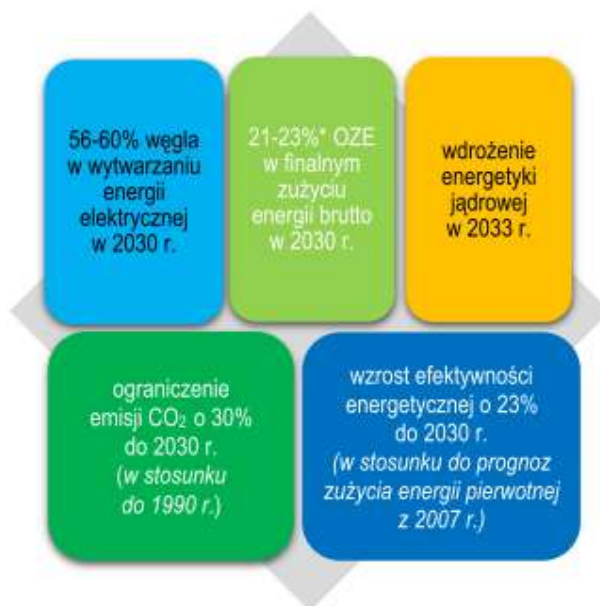 56-60% węgla
w wytwarzaniu
energii
elektrycznej
w 2030 r.
21-23%* OZE
w finalnym
zużyciu
energii brutto
w 2030 r.
wdrożenie
energetyki
jądrowej
w 2033 r.
ograniczenie
emisji CO₂ o 30%
do 2030 r.
(w stosunku
do 1990 r.)
wzrost efektywności
energetycznej o 23%
do 2030 r.
(w stosunku do prognoz
zużycia energii pierwotnej
z 2007 r.)